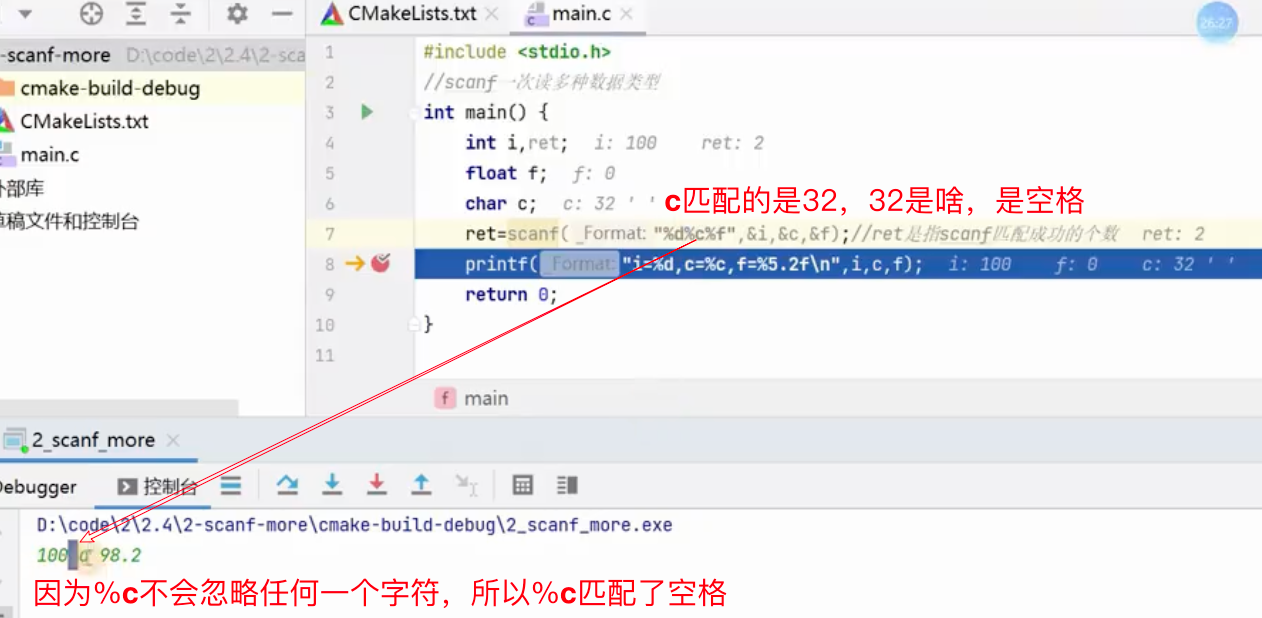 CMakeLists.txt
main.c
26:27
-scanf-more D:\code\2\2.4\2-sca
cmake-build-debug
CMakeLists.txt
main.c
外部库
草稿文件和控制台
1 #include <stdio.h>
2 //scanf一次读多种数据类型
3 int main() {
4 int i,ret; i: 100 ret: 2
5 float f; f: 0
6 char c; c: 32 ' '
c匹配的是32，32是啥，是空格
7 ret=scanf( _Format: "%d%c%f",&i,&c,&f);//ret是指scanf匹配成功的个数 ret: 2
8 printf( _Format: "i=%d,c=%c,f=%5.2f\n",i,c,f); i: 100 f: 0 c: 32 ' '
9 return 0;
10 }
11
f main
2_scanf_more
Debugger
控制台
D:\code\2\2.4\2-scanf-more\cmake-build-debug\2_scanf_more.exe
100 a 98.2
因为%c不会忽略任何一个字符，所以%c匹配了空格